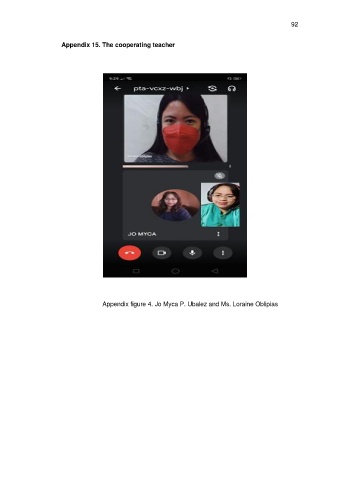 92
Appendix 15. The cooperating teacher
pta-vcxz-wbj
JO MYCA
Appendix figure 4. Jo Myca P. Ubalez and Ms. Loraine Oblipias